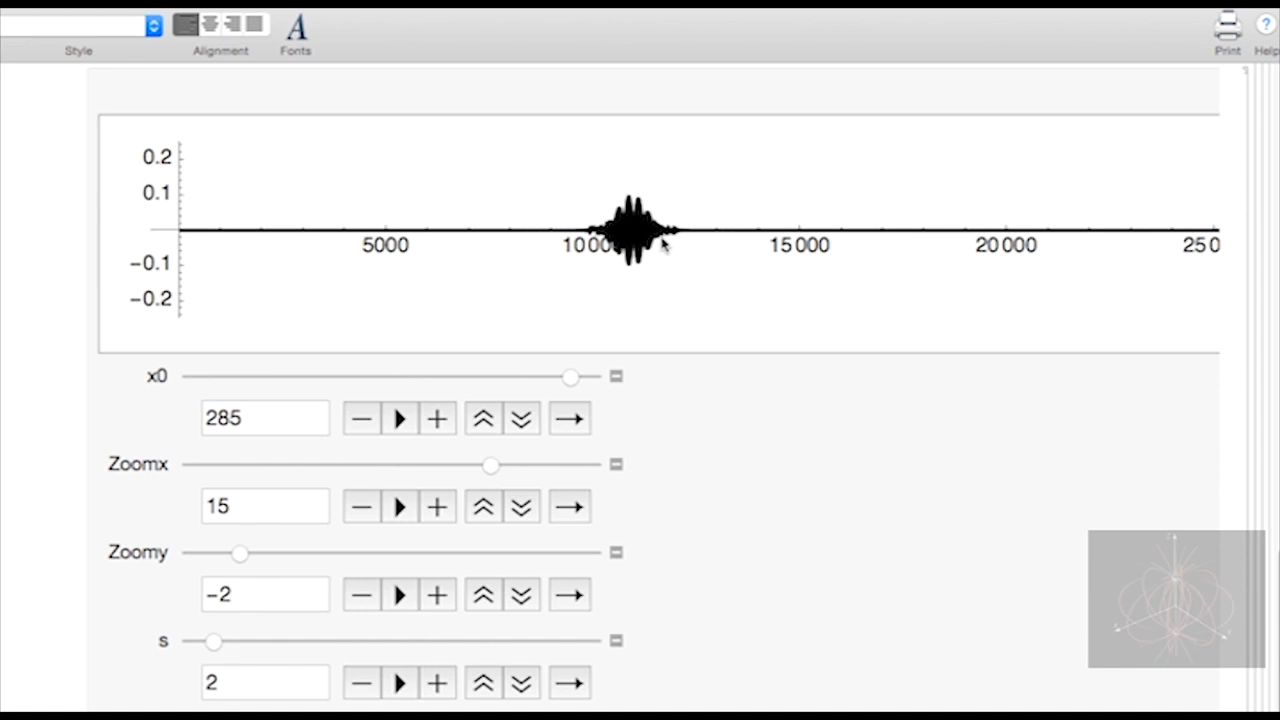 Style Alignment Fonts Print Help
0.2
0.1
−0.1
−0.2
5000 10000 15000 20000 250
x0
285
Zoomx
15
Zoomy
−2
s
2